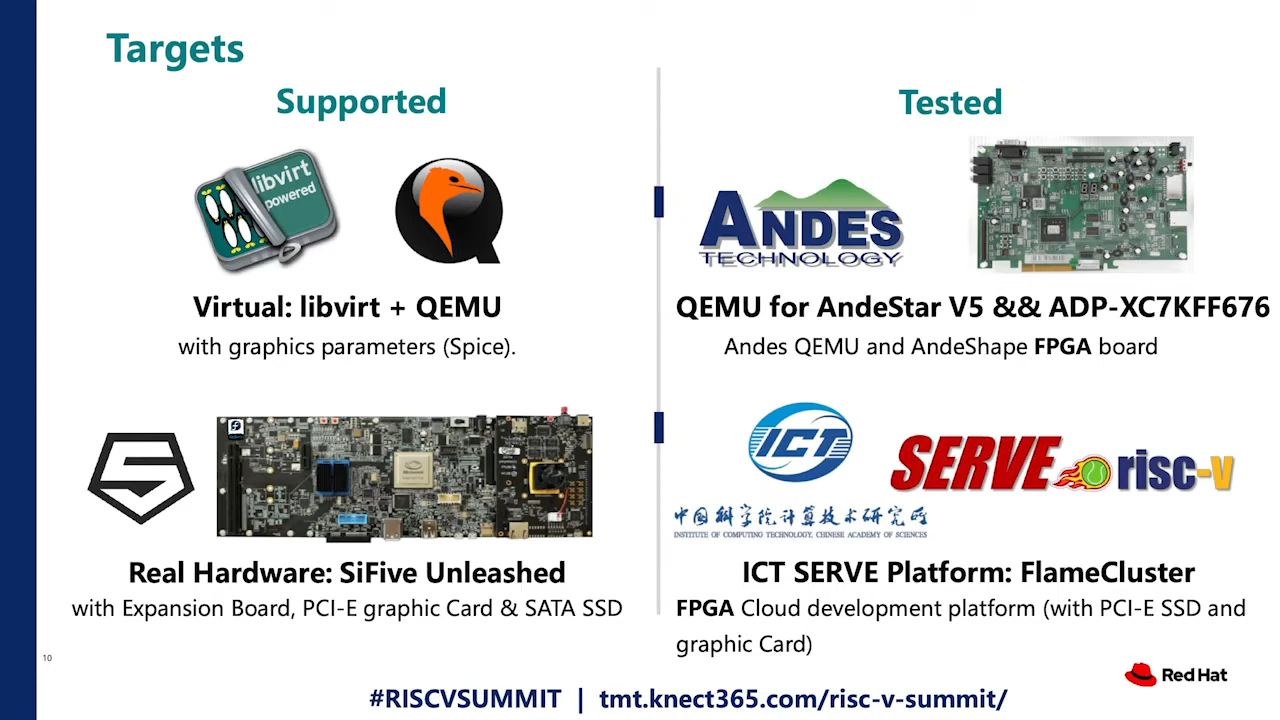 Targets
Supported
libvirt
powered
Virtual: libvirt + QEMU
with graphics parameters (Spice).
Real Hardware: SiFive Unleashed
with Expansion Board, PCI-E graphic Card & SATA SSD
Tested
ANDES
TECHNOLOGY
QEMU for AndeStar V5 && ADP-XC7KFF676
Andes QEMU and AndeShape FPGA board
ICT
中国科学院计算技术研究所
INSTITUTE OF COMPUTING TECHNOLOGY, CHINESE ACADEMY OF SCIENCES
SERVE risc-v
ICT SERVE Platform: FlameCluster
FPGA Cloud development platform (with PCI-E SSD and
graphic Card)
10
Red Hat
#RISCVSUMMIT | tmt.knect365.com/risc-v-summit/